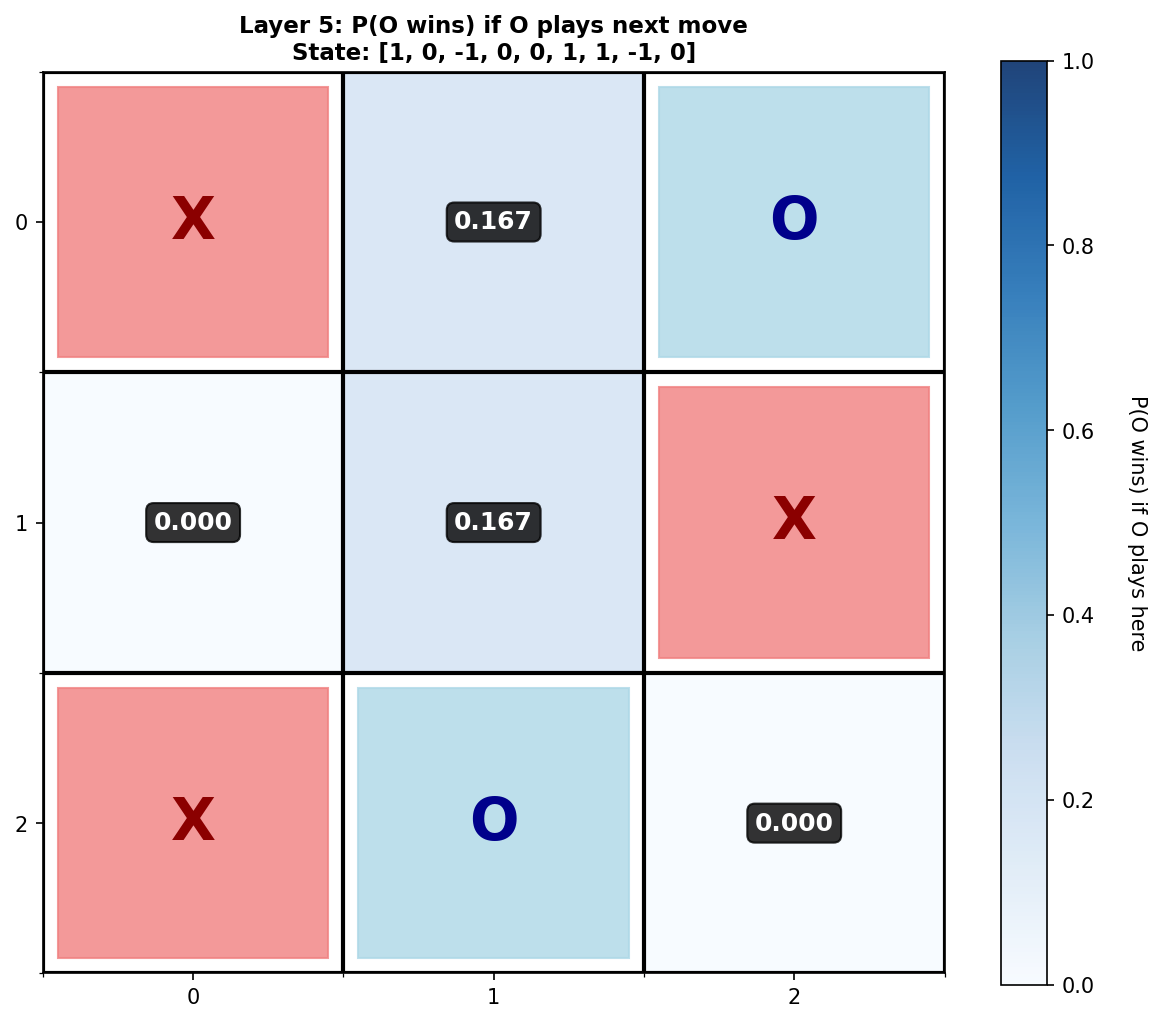 Layer 5: P(O wins) if O plays next move
State: [1, 0, -1, 0, 0, 1, 1, -1, 0]
0
X
0.167
O
1
0.000
0.167
X
2
X
O
0.000
0
1
2
1.0
0.8
0.6
0.4
0.2
0.0
P(O wins) if O plays here